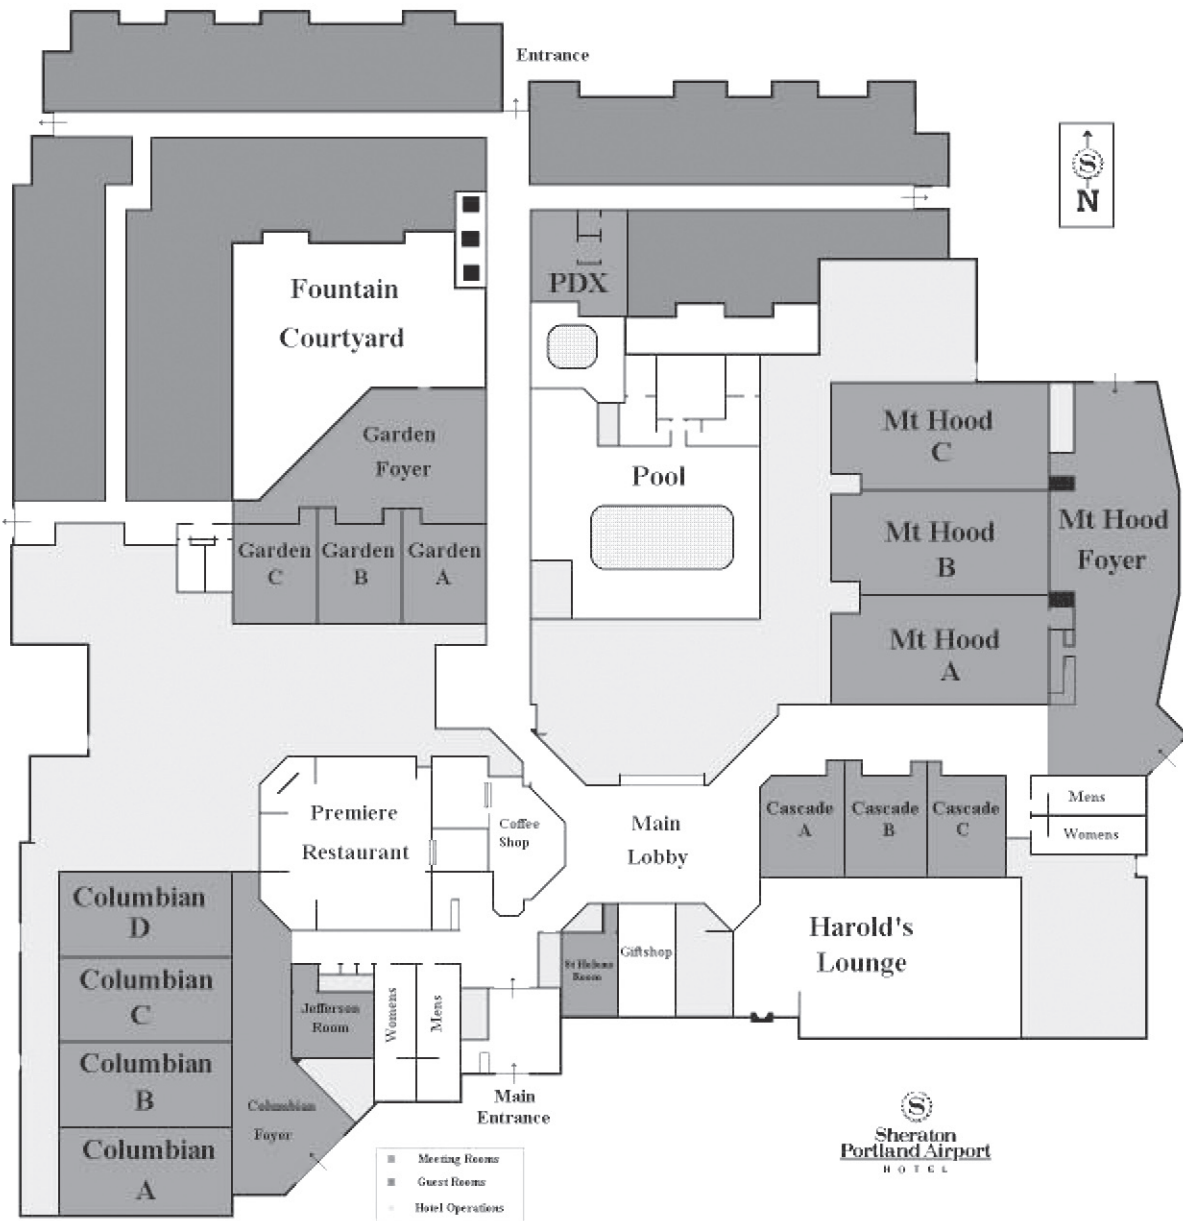 Entrance
S
N
PDX
Fountain
Courtyard
Garden
Foyer
Pool
Mt Hood
C
Mt Hood
B
Mt Hood
Foyer
Garden
C
Garden
B
Garden
A
Mt Hood
A
Premiere
Restaurant
Coffee
Shop
Main
Lobby
Cascade
A
Cascade
B
Cascade
C
Mens
Womens
Columbian
D
Columbian
C
Columbian
B
Columbian
A
Columbian
Foyer
Jefferson
Room
Womens
Mens
St Helens
Room
Giftshop
Harold's
Lounge
Main
Entrance
Meeting Rooms
Guest Rooms
Hotel Operations
S
Sheraton
Portland Airport
HOTEL